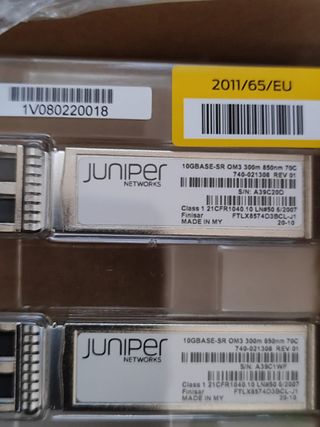 1V080220018
2011/65/EU
JUNIPER
NETWORKS
10GBASE-SR OM3 300m 850nm 70C
740-021308 REV 01
S/N: A39C20D
Class 1 21CFR1040.10 LN#50 6/2007
Finisar FTLX8574D3BCL-J1
MADE IN MY 20-10
JUNIPER
NETWORKS
10GBASE-SR OM3 300m 850nm 70C
740-021308 REV 01
S/N: A39C1WF
Class 1 21CFR1040.10 LN#50 6/2007
Finisar FTLX8574D3BCL-J1
MADE IN MY 20-10